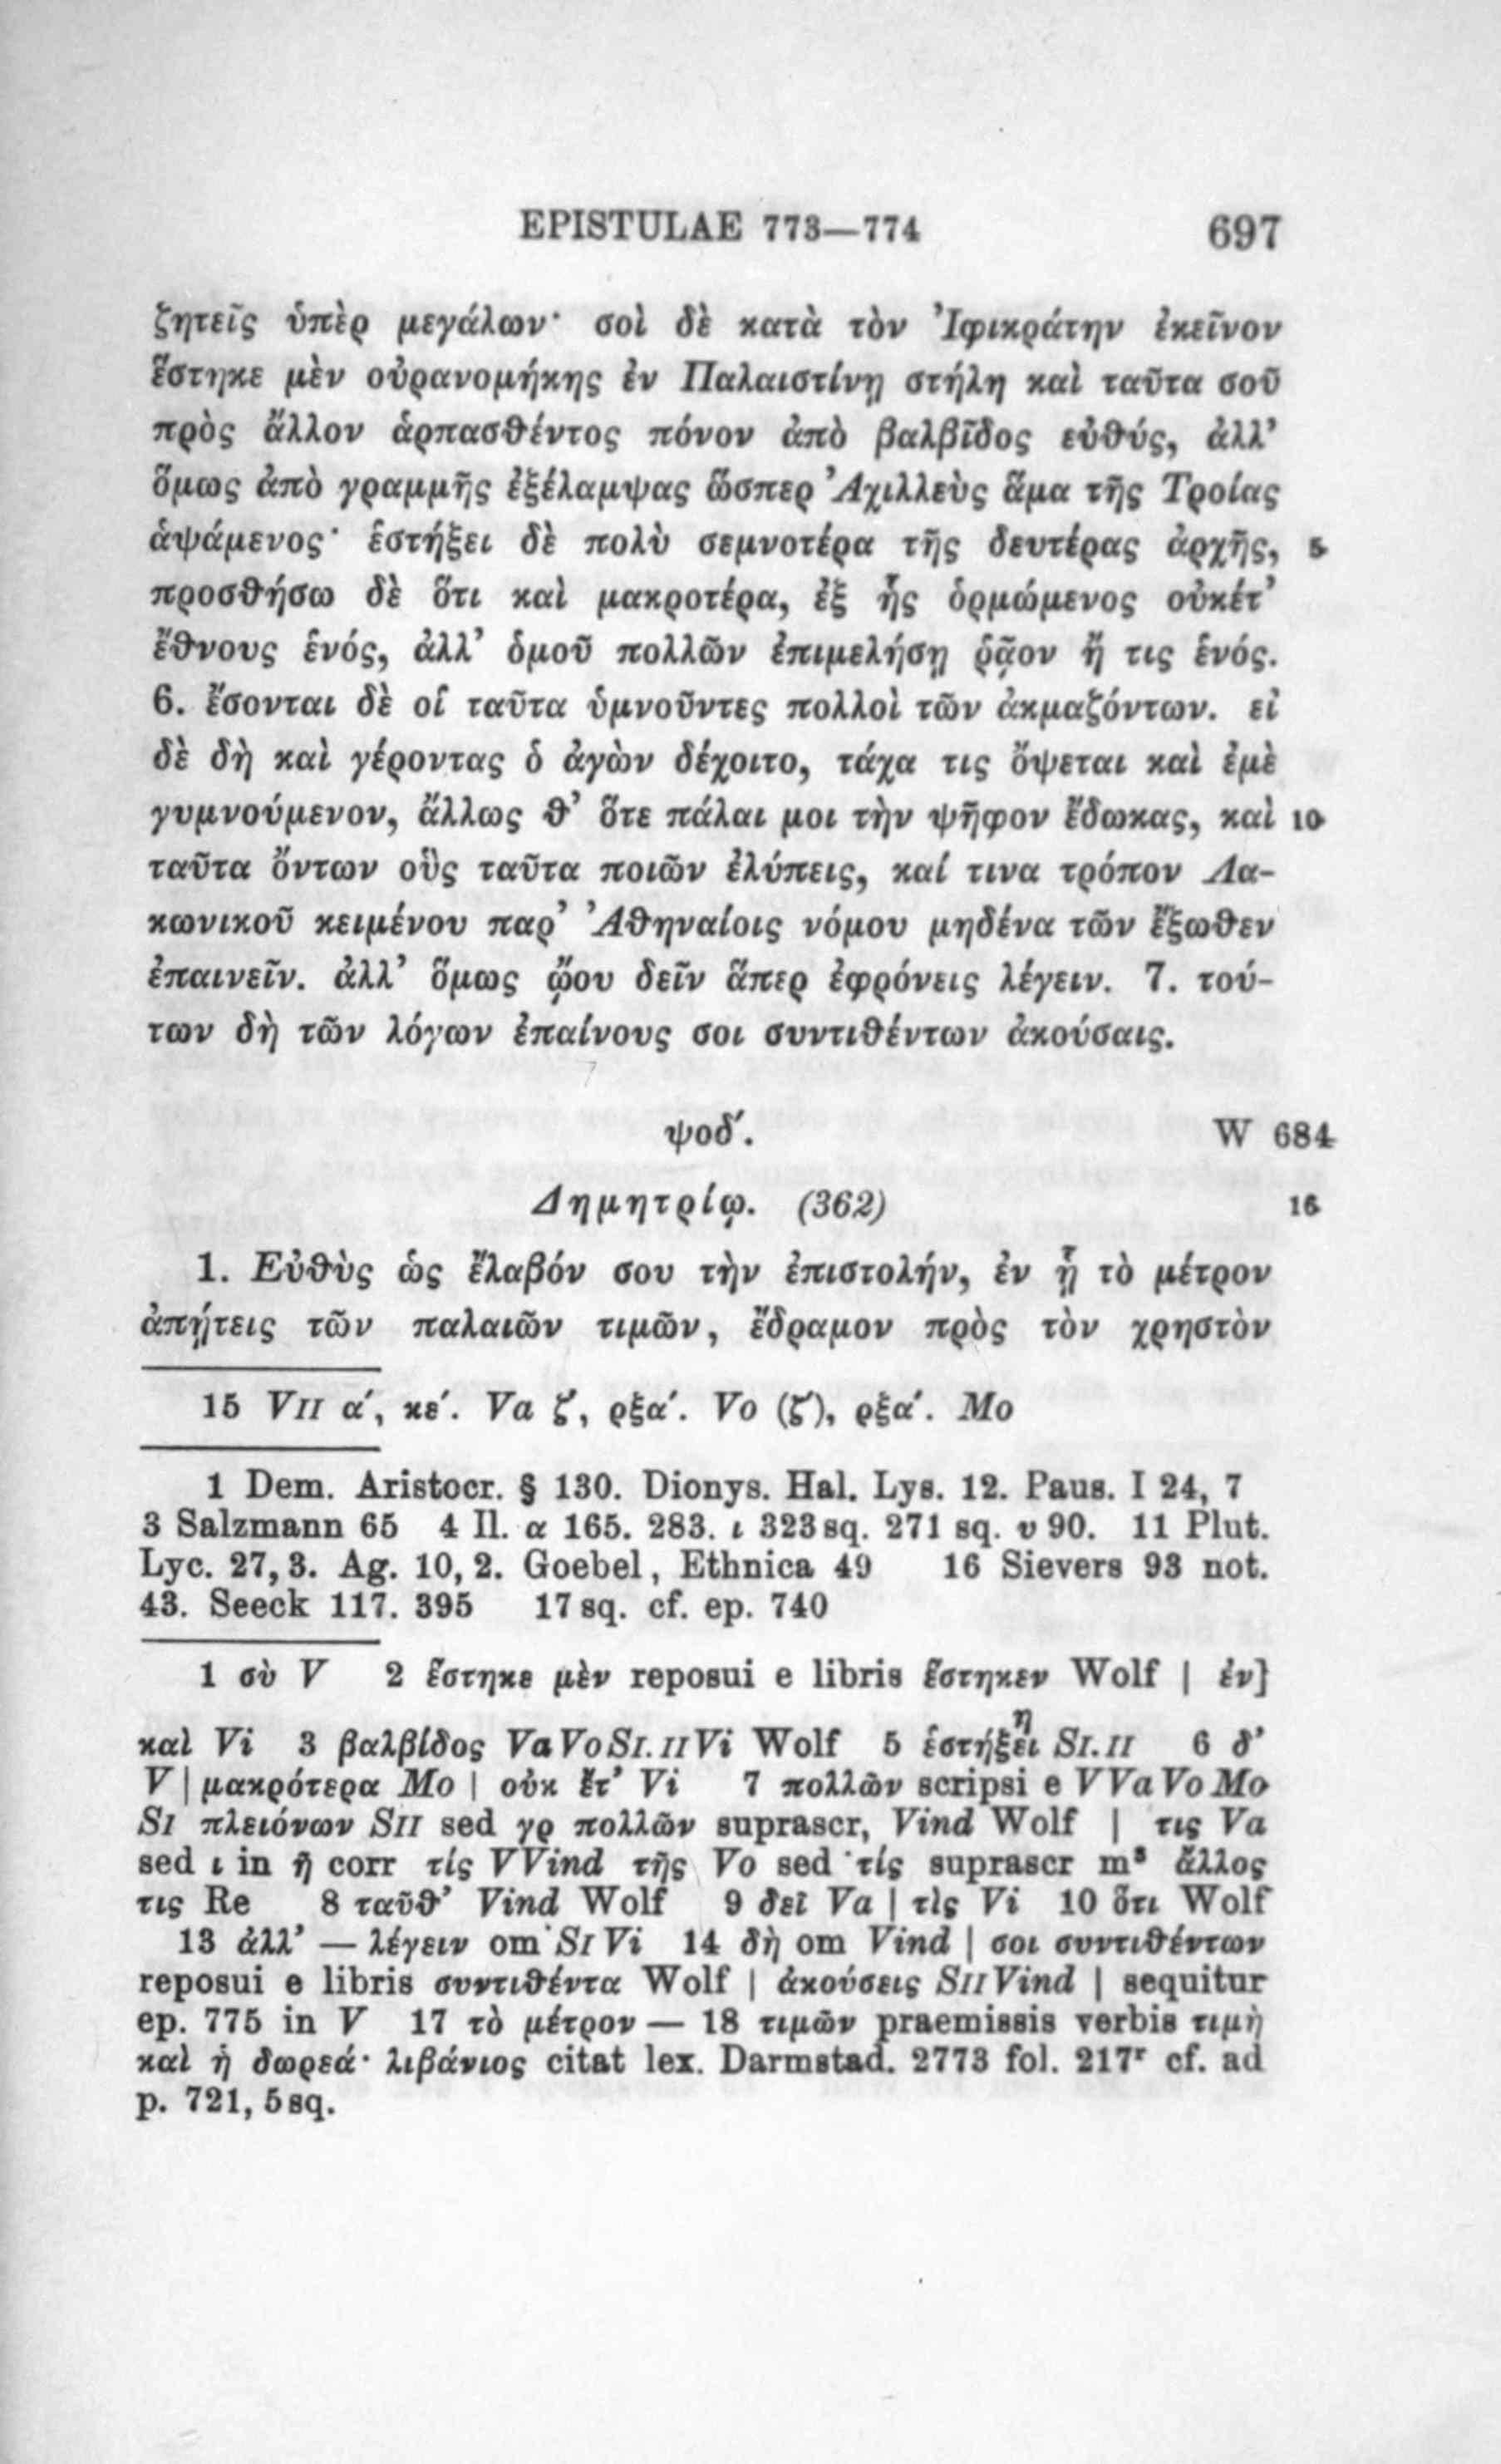 EPISTULAE 773—774 697
ζητεῖς ὑπὲρ μεγάλων· σοὶ δὲ κατὰ τὸν Ἰφικράτην ἐκεῖνον
ἕστηκε μὲν οὐρανομήκης ἐν Παλαιστίνῃ στήλη καὶ ταῦτα σοῦ
πρὸς ἄλλον ἁρπασθέντος πόνον ἀπὸ βαλβῖδος εὐθύς, ἀλλ’
ὅμως ἀπὸ γραμμῆς ἐξέλαμψας ὥσπερ Ἀχιλλεὺς ἅμα τῆς Τροίας
ἁψάμενος· ἑστήξει δὲ πολὺ σεμνοτέρα τῆς δευτέρας ἀρχῆς, 5
προσθήσω δὲ ὅτι καὶ μακροτέρα, ἐξ ἧς ὁρμώμενος οὐκέτ’
ἔθνους ἑνός, ἀλλ’ ὁμοῦ πολλῶν ἐπιμελήσῃ ῥᾷον ἤ τις ἑνός.
6. ἔσονται δὲ οἱ ταῦτα ὑμνοῦντες πολλοὶ τῶν ἀκμαζόντων. εἰ
δὲ δὴ καὶ γέροντας ὁ ἀγὼν δέχοιτο, τάχα τις ὄψεται καὶ ἐμὲ
γυμνούμενον, ἄλλως θ’ ὅτε πάλαι μοι τὴν ψῆφον ἔδωκας, καὶ 10
ταῦτα ὄντων οὓς ταῦτα ποιῶν ἐλύπεις, καί τινα τρόπον Λα-
κωνικοῦ κειμένου παρ’ Ἀθηναίοις νόμου μηδένα τῶν ἔξωθεν
ἐπαινεῖν. ἀλλ’ ὅμως ᾤου δεῖν ἅπερ ἐφρόνεις λέγειν. 7. τού-
των δὴ τῶν λόγων ἐπαίνους σοι συντιθέντων ἀκούσαις.
ψοδ′. W 684
Δημητρίῳ. (362) 16
1. Εὐθὺς ὡς ἔλαβόν σου τὴν ἐπιστολήν, ἐν ᾗ τὸ μέτρον
ἀπῄτεις τῶν παλαιῶν τιμῶν, ἔδραμον πρὸς τὸν χρηστὸν
15 VII α′, κε′. Va ζ′, ρξα′. Vo (ζ′), ρξα′. Mo
1 Dem. Aristocr. § 130. Dionys. Hal. Lys. 12. Paus. I 24, 7
3 Salzmann 65 4 Il. α 165. 283. ι 323 sq. 271 sq. υ 90. 11 Plut.
Lyc. 27, 3. Ag. 10, 2. Goebel, Ethnica 49 16 Sievers 93 not.
43. Seeck 117. 395 17 sq. cf. ep. 740
1 σὺ V 2 ἕστηκε μὲν reposui e libris ἕστηκεν Wolf | ἐν]
καὶ Vi 3 βαλβίδος Va Vo SI. II Vi Wolf 5 ἑστήξει η SI. II 6 δ’
V | μακρότερα Mo | οὐκ ἔτ’ Vi 7 πολλῶν scripsi e V Va Vo Mo
SI πλειόνων SII sed γρ πολλῶν suprascr, Vind Wolf | τις Va
sed ι in ῆ corr τίς V Vind τῆς Vo sed τίς suprascr m³ ἄλλος
τις Re 8 ταῦθ’ Vind Wolf 9 δεῖ Va | τὶς Vi 10 ὅτι Wolf
13 ἀλλ’ — λέγειν om SI Vi 14 δὴ om Vind | σοι συντιθέντων
reposui e libris συντιθέντα Wolf | ἀκούσεις SII Vind | sequitur
ep. 775 in V 17 τὸ μέτρον — 18 τιμῶν praemissis verbis τιμὴ
καὶ ἡ δωρεά· λιβάνιος citat lex. Darmstad. 2773 fol. 217ʳ cf. ad
p. 721, 5 sq.